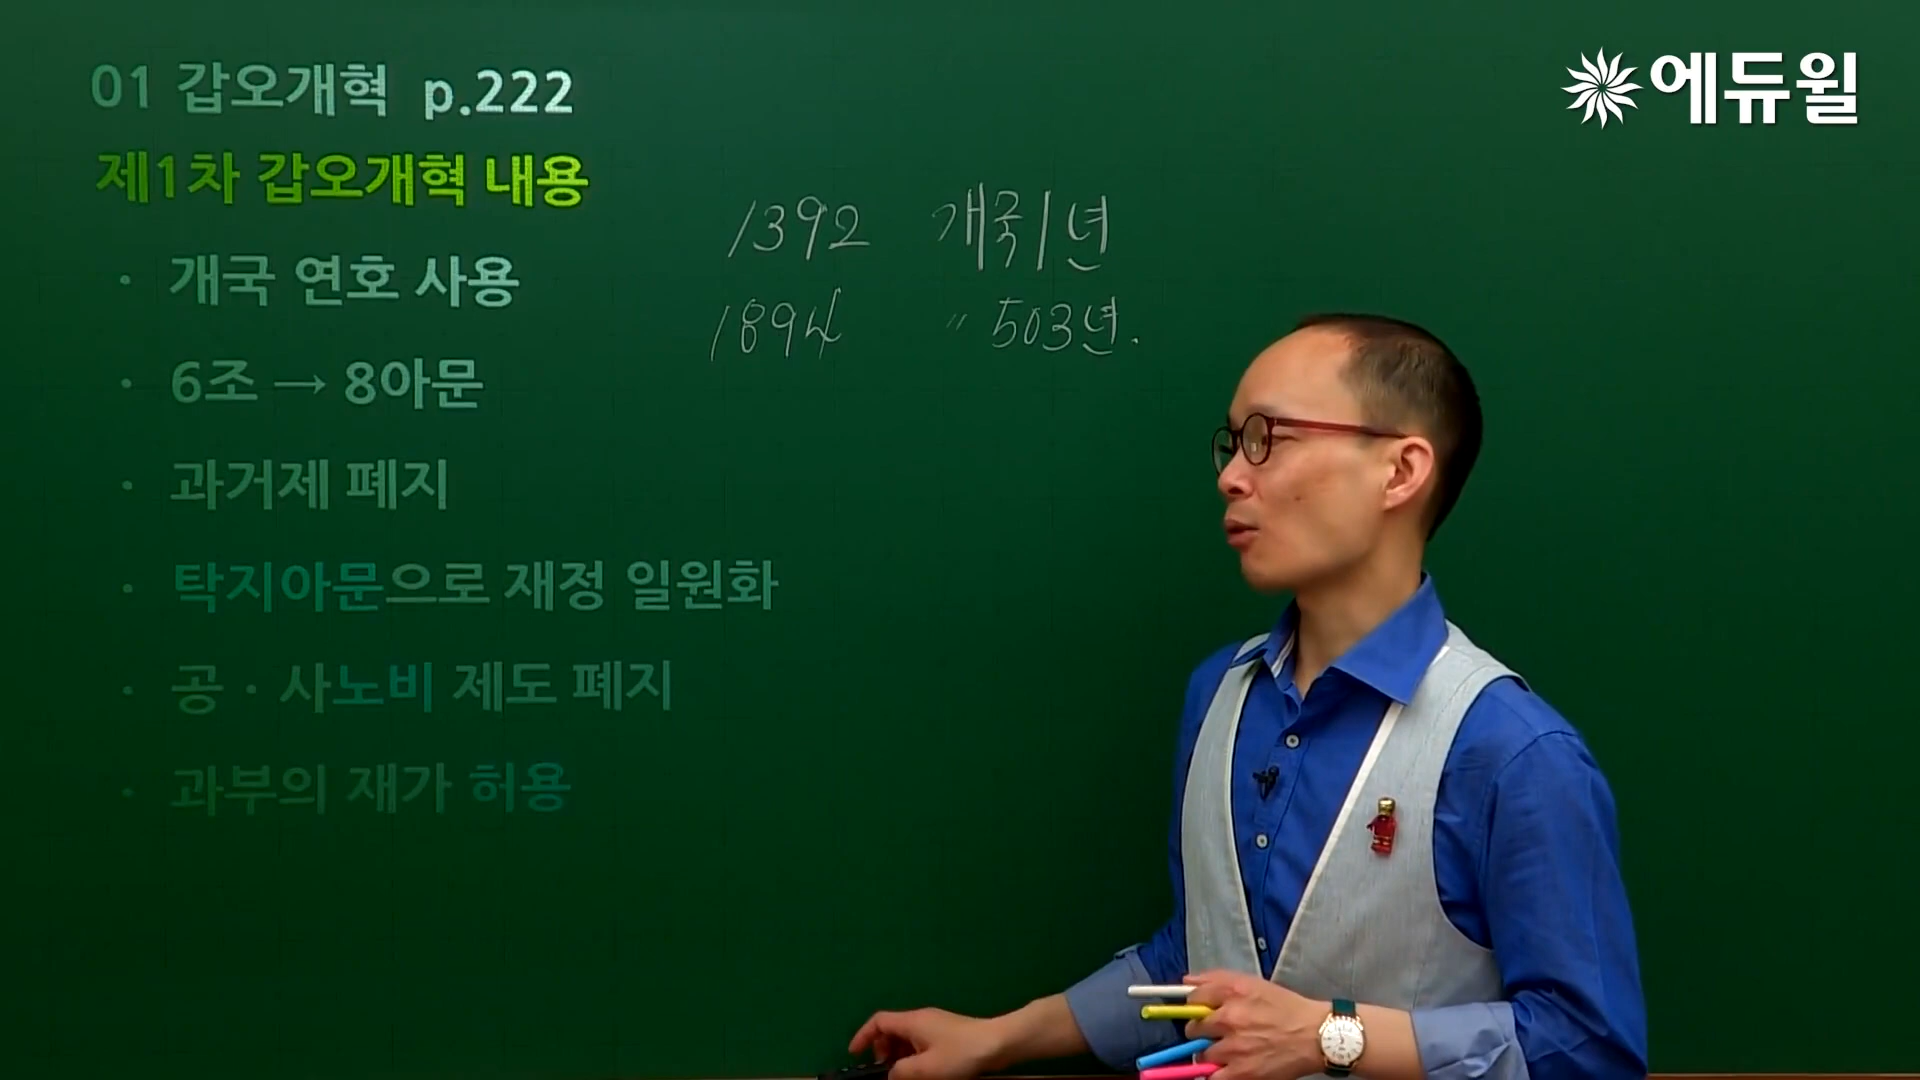 01 갑오개혁 p.222
에듀윌
제1차 갑오개혁 내용
1392 개국1년
1894 〃 503년.
· 개국 연호 사용
· 6조 → 8아문
· 과거제 폐지
· 탁지아문으로 재정 일원화
· 공·사노비 제도 폐지
· 과부의 재가 허용